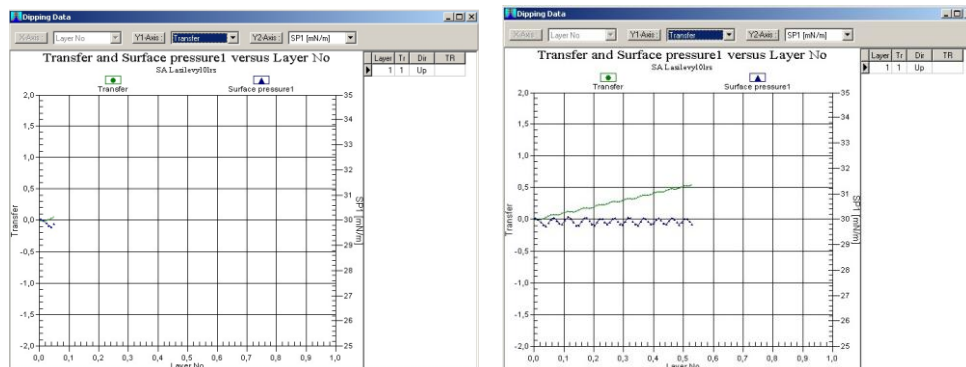 Dipping Data
X-Axis: Layer No Y1-Axis: Transfer Y2-Axis: SP1 [mN/m]
Transfer and Surface pressure1 versus Layer No
Transfer Surface pressure1
Layer Tr Dir TR
1 1 Up
2,0
1,5
1,0
0,5
0,0
-0,5
-1,0
-1,5
-2,0
Transfer
35
34
33
32
31
30
29
28
27
26
25
SP1 [mN/m]
0,0 0,1 0,2 0,3 0,4 0,5 0,6 0,7 0,8 0,9 1,0
Layer No
Dipping Data
X-Axis: Layer No Y1-Axis: Transfer Y2-Axis: SP1 [mN/m]
Transfer and Surface pressure1 versus Layer No
Transfer Surface pressure1
Layer Tr Dir TR
1 1 Up
2,0
1,5
1,0
0,5
0,0
-0,5
-1,0
-1,5
-2,0
Transfer
35
34
33
32
31
30
29
28
27
26
25
SP1 [mN/m]
0,0 0,1 0,2 0,3 0,4 0,5 0,6 0,7 0,8 0,9 1,0
Layer No